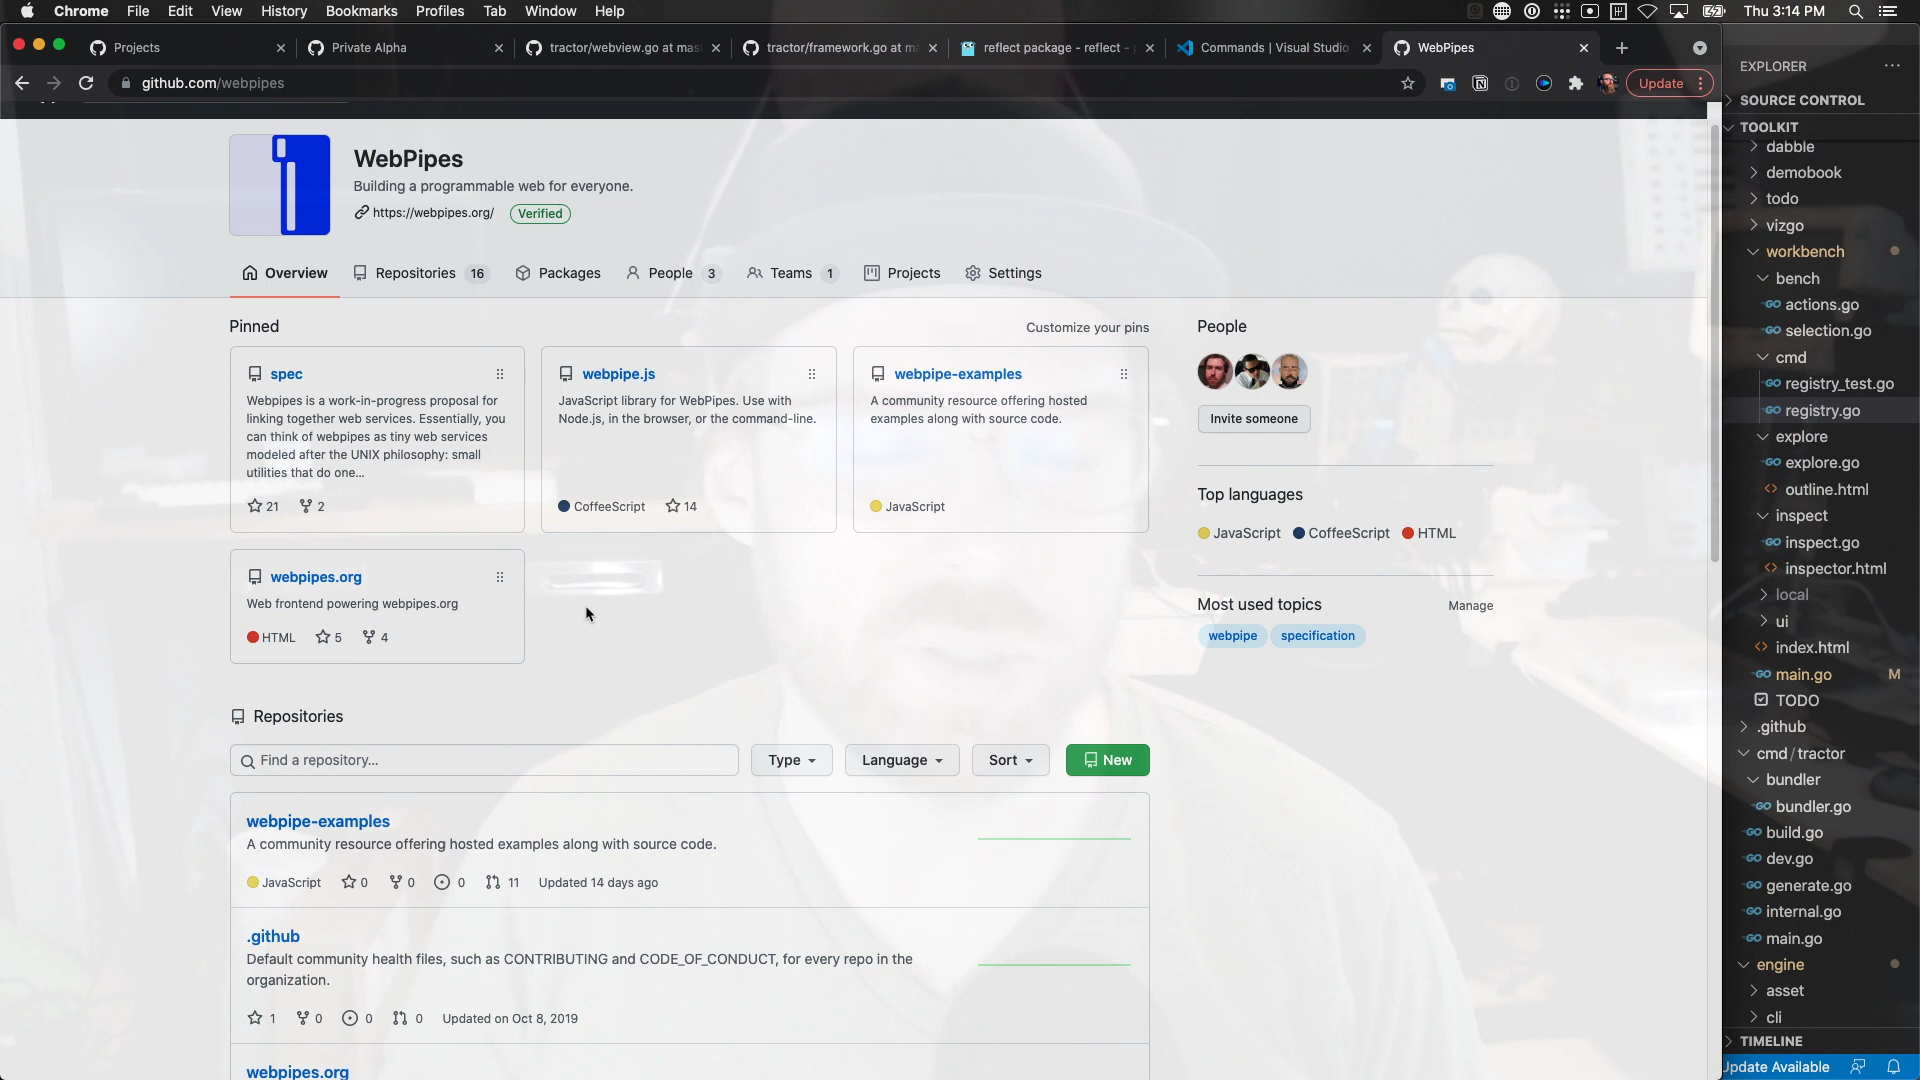 Chrome File Edit View History Bookmarks Profiles Tab Window Help
Thu 3:14 PM
Projects
Private Alpha
tractor/webview.go at mas
tractor/framework.go at ma
reflect package - reflect -
Commands | Visual Studio
WebPipes
github.com/webpipes
Update
WebPipes
Building a programmable web for everyone.
https://webpipes.org/
Verified
Overview
Repositories 16
Packages
People 3
Teams 1
Projects
Settings
Pinned
Customize your pins
spec
Webpipes is a work-in-progress proposal for
linking together web services. Essentially, you
can think of webpipes as tiny web services
modeled after the UNIX philosophy: small
utilities that do one...
21 2
webpipe.js
JavaScript library for WebPipes. Use with
Node.js, in the browser, or the command-line.
CoffeeScript 14
webpipe-examples
A community resource offering hosted
examples along with source code.
JavaScript
webpipes.org
Web frontend powering webpipes.org
HTML 5 4
People
Invite someone
Top languages
JavaScript CoffeeScript HTML
Most used topics
Manage
webpipe specification
Repositories
Find a repository...
Type
Language
Sort
New
webpipe-examples
A community resource offering hosted examples along with source code.
JavaScript 0 0 0 11 Updated 14 days ago
.github
Default community health files, such as CONTRIBUTING and CODE_OF_CONDUCT, for every repo in the
organization.
1 0 0 0 Updated on Oct 8, 2019
webpipes.org
EXPLORER
SOURCE CONTROL
TOOLKIT
dabble
demobook
todo
vizgo
workbench
bench
actions.go
selection.go
cmd
registry_test.go
registry.go
explore
explore.go
outline.html
inspect
inspect.go
inspector.html
local
ui
index.html
main.go M
TODO
.github
cmd / tractor
bundler
bundler.go
build.go
dev.go
generate.go
internal.go
main.go
engine
asset
cli
TIMELINE
Update Available